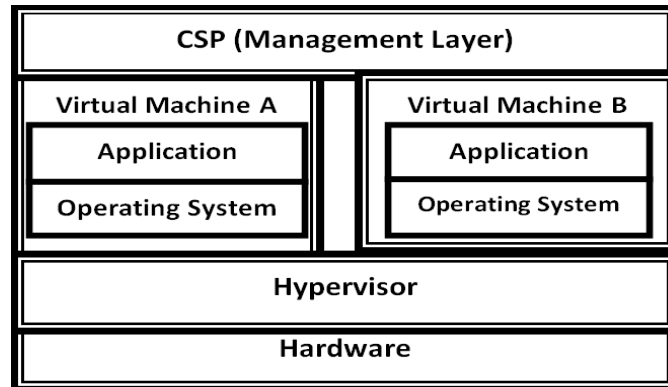 CSP (Management Layer)
Virtual Machine A
Application
Operating System
Virtual Machine B
Application
Operating System
Hypervisor
Hardware